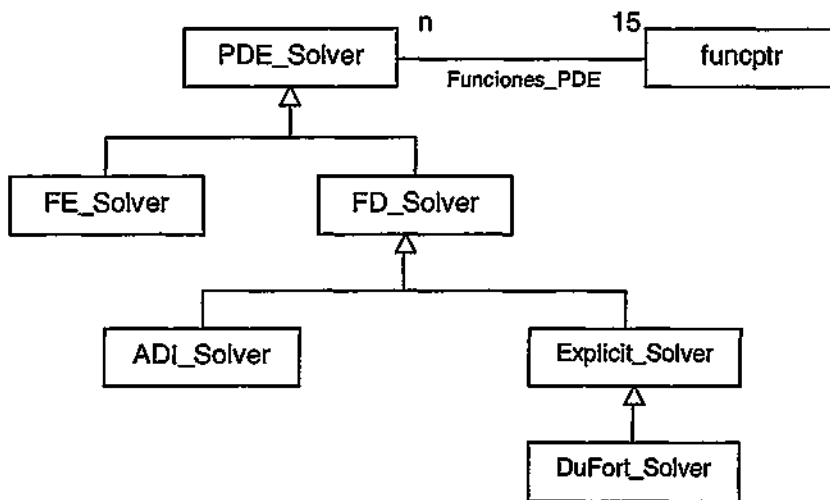 n
15
PDE_Solver
funcptr
Funciones_PDE
FE_Solver
FD_Solver
ADI_Solver
Explicit_Solver
DuFort_Solver